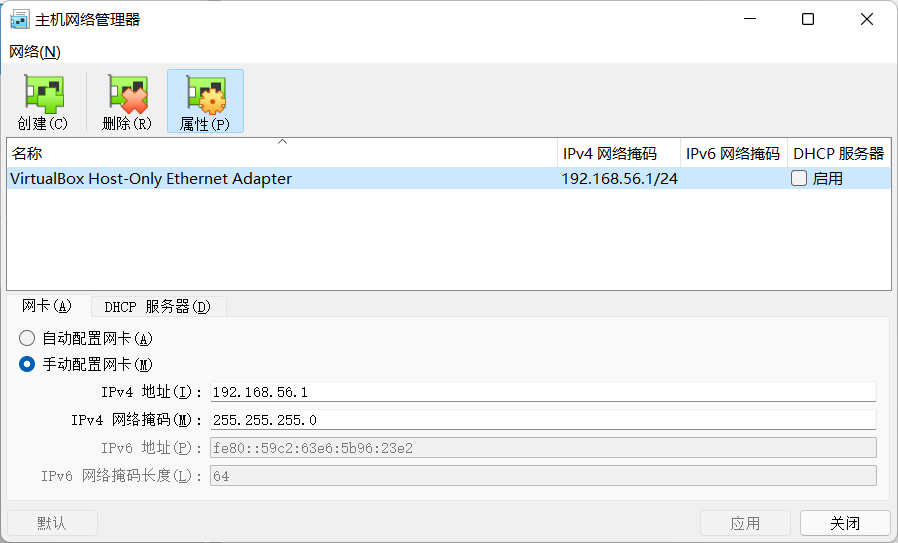 主机网络管理器
网络(N)
创建(C) 删除(R) 属性(P)
名称 IPv4 网络掩码 IPv6 网络掩码 DHCP 服务器
VirtualBox Host-Only Ethernet Adapter 192.168.56.1/24 启用
网卡(A) DHCP 服务器(D)
自动配置网卡(A)
手动配置网卡(M)
IPv4 地址(I): 192.168.56.1
IPv4 网络掩码(M): 255.255.255.0
IPv6 地址(P): fe80::59c2:63e6:5b96:23e2
IPv6 网络掩码长度(L): 64
默认 应用 关闭